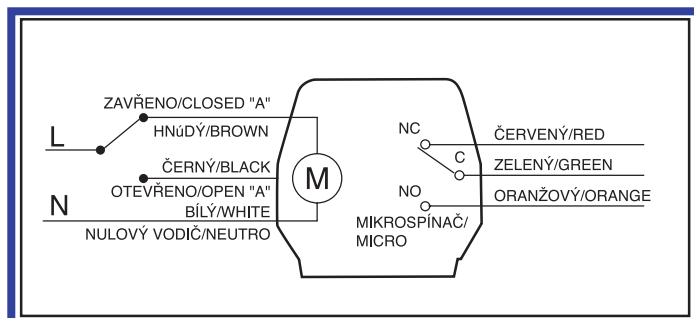 ZAVŘENO/CLOSED "A"
L
HNúDÝ/BROWN
ČERNÝ/BLACK
OTEVŘENO/OPEN "A"
N
BÍLÝ/WHITE
NULOVÝ VODIČ/NEUTRO
M
NC
ČERVENÝ/RED
C
ZELENÝ/GREEN
NO
ORANŽOVÝ/ORANGE
MIKROSPÍNAČ/
MICRO